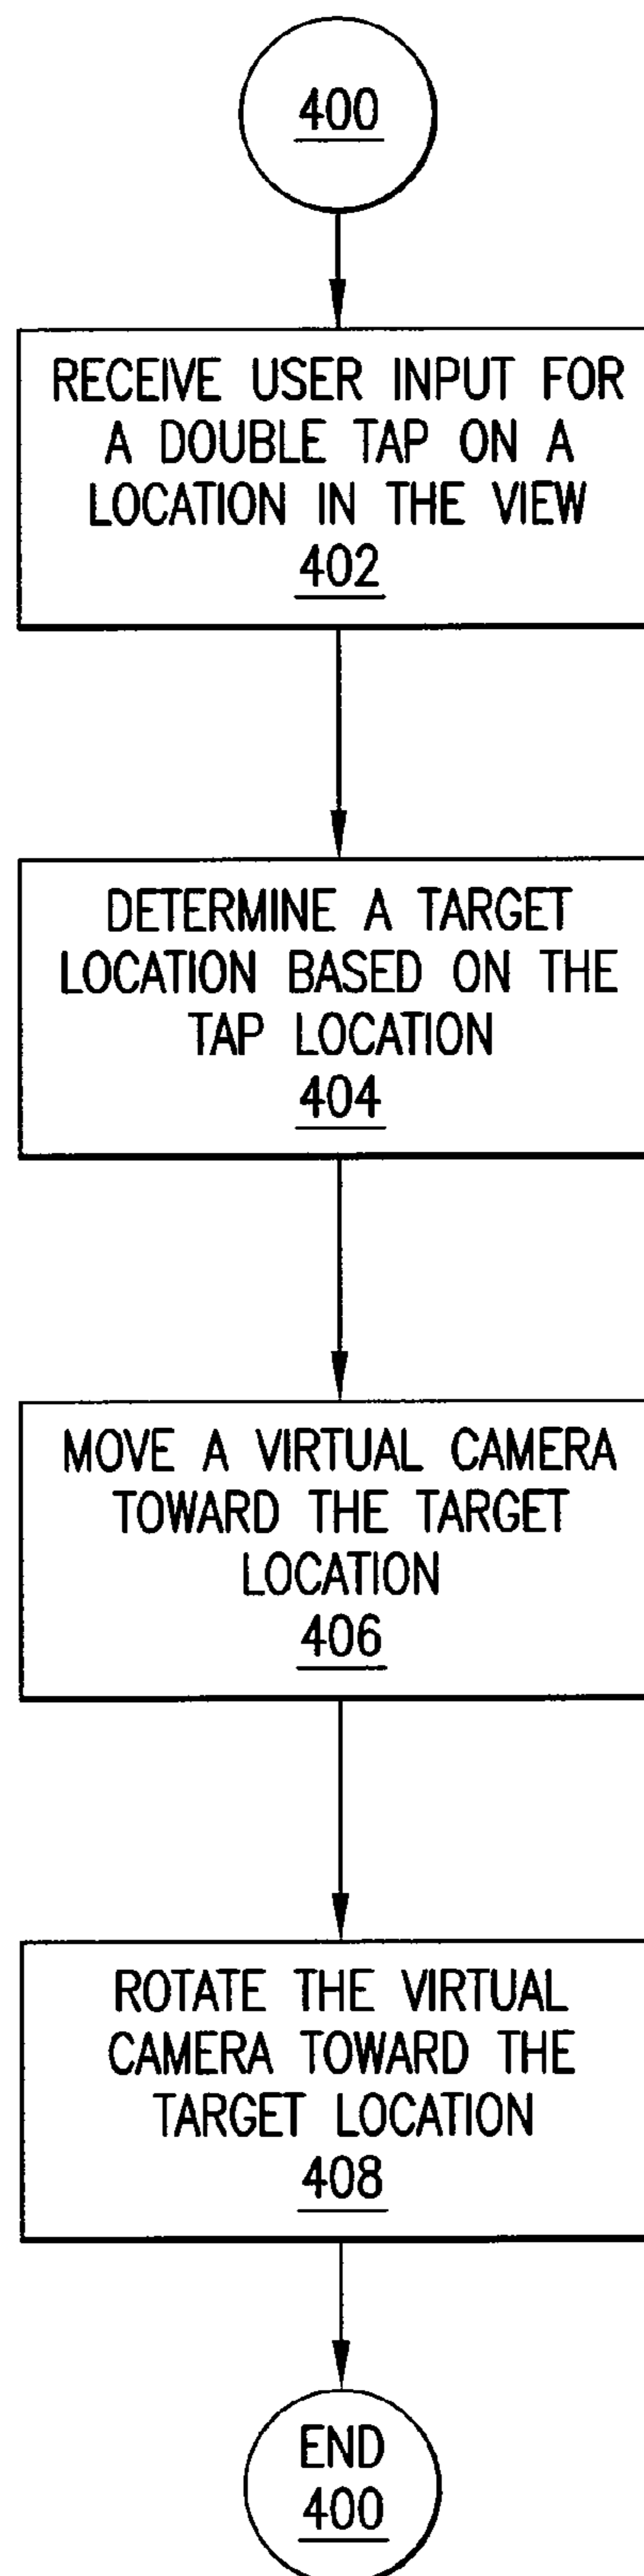 400
RECEIVE USER INPUT FOR
A DOUBLE TAP ON A
LOCATION IN THE VIEW
402
DETERMINE A TARGET
LOCATION BASED ON THE
TAP LOCATION
404
MOVE A VIRTUAL CAMERA
TOWARD THE TARGET
LOCATION
406
ROTATE THE VIRTUAL
CAMERA TOWARD THE
TARGET LOCATION
408
END
400